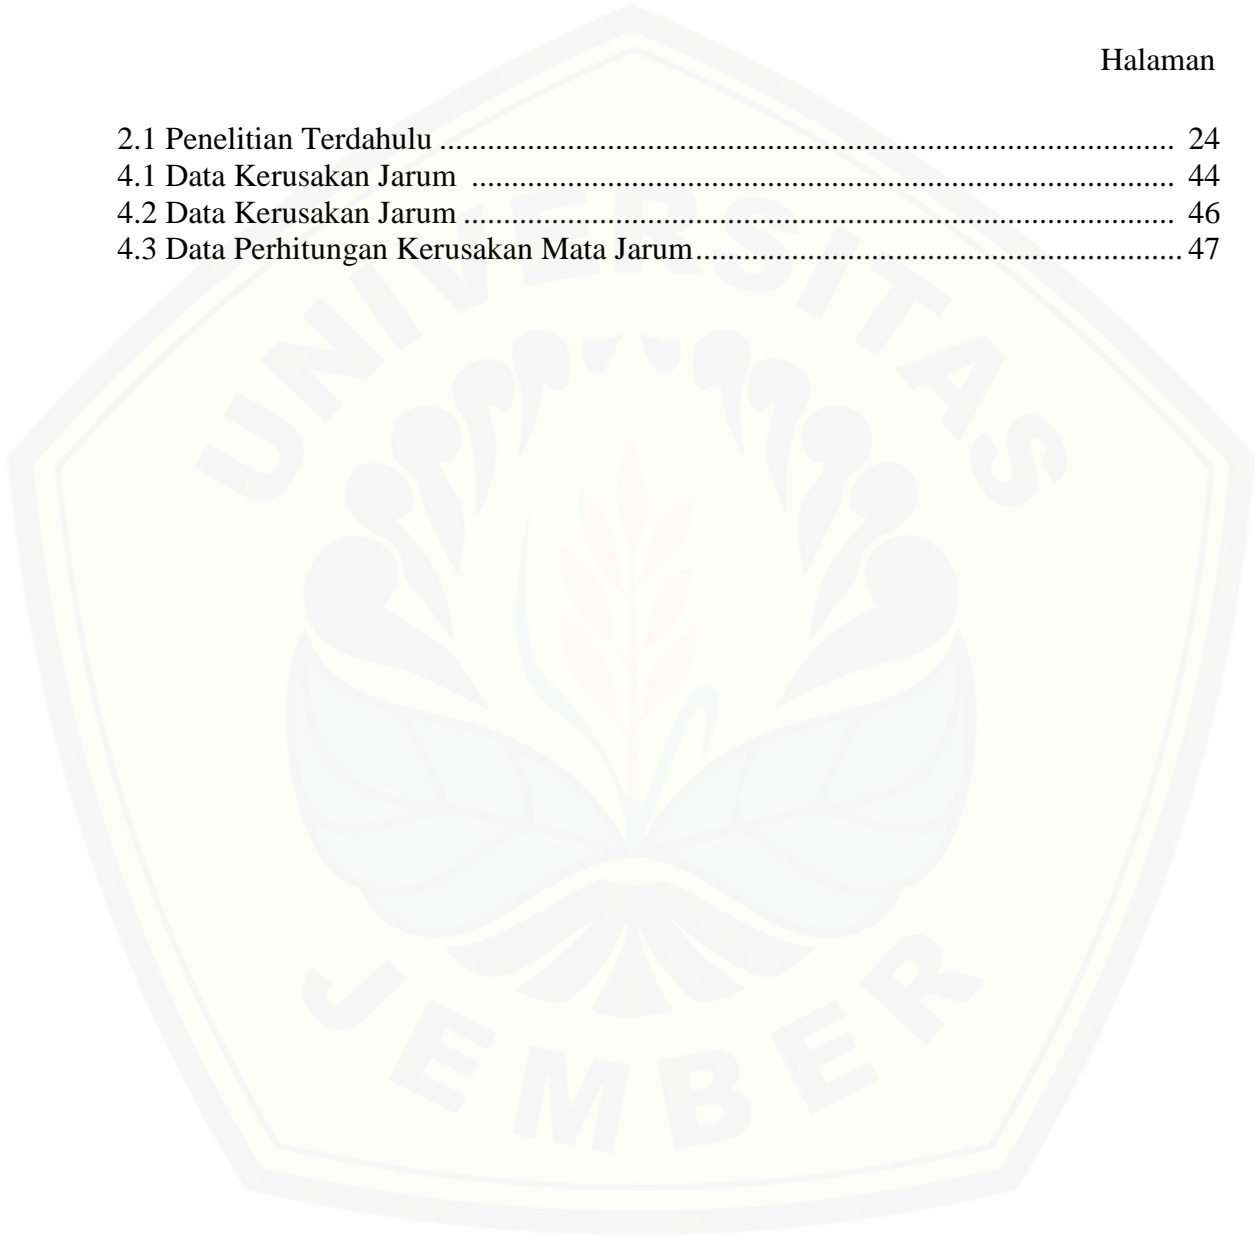 Halaman
2.1 Penelitian Terdahulu ............................................................................................ 24
4.1 Data Kerusakan Jarum ........................................................................................ 44
4.2 Data Kerusakan Jarum ......................................................................................... 46
4.3 Data Perhitungan Kerusakan Mata Jarum............................................................. 47
UNIVERSITAS
JEMBER